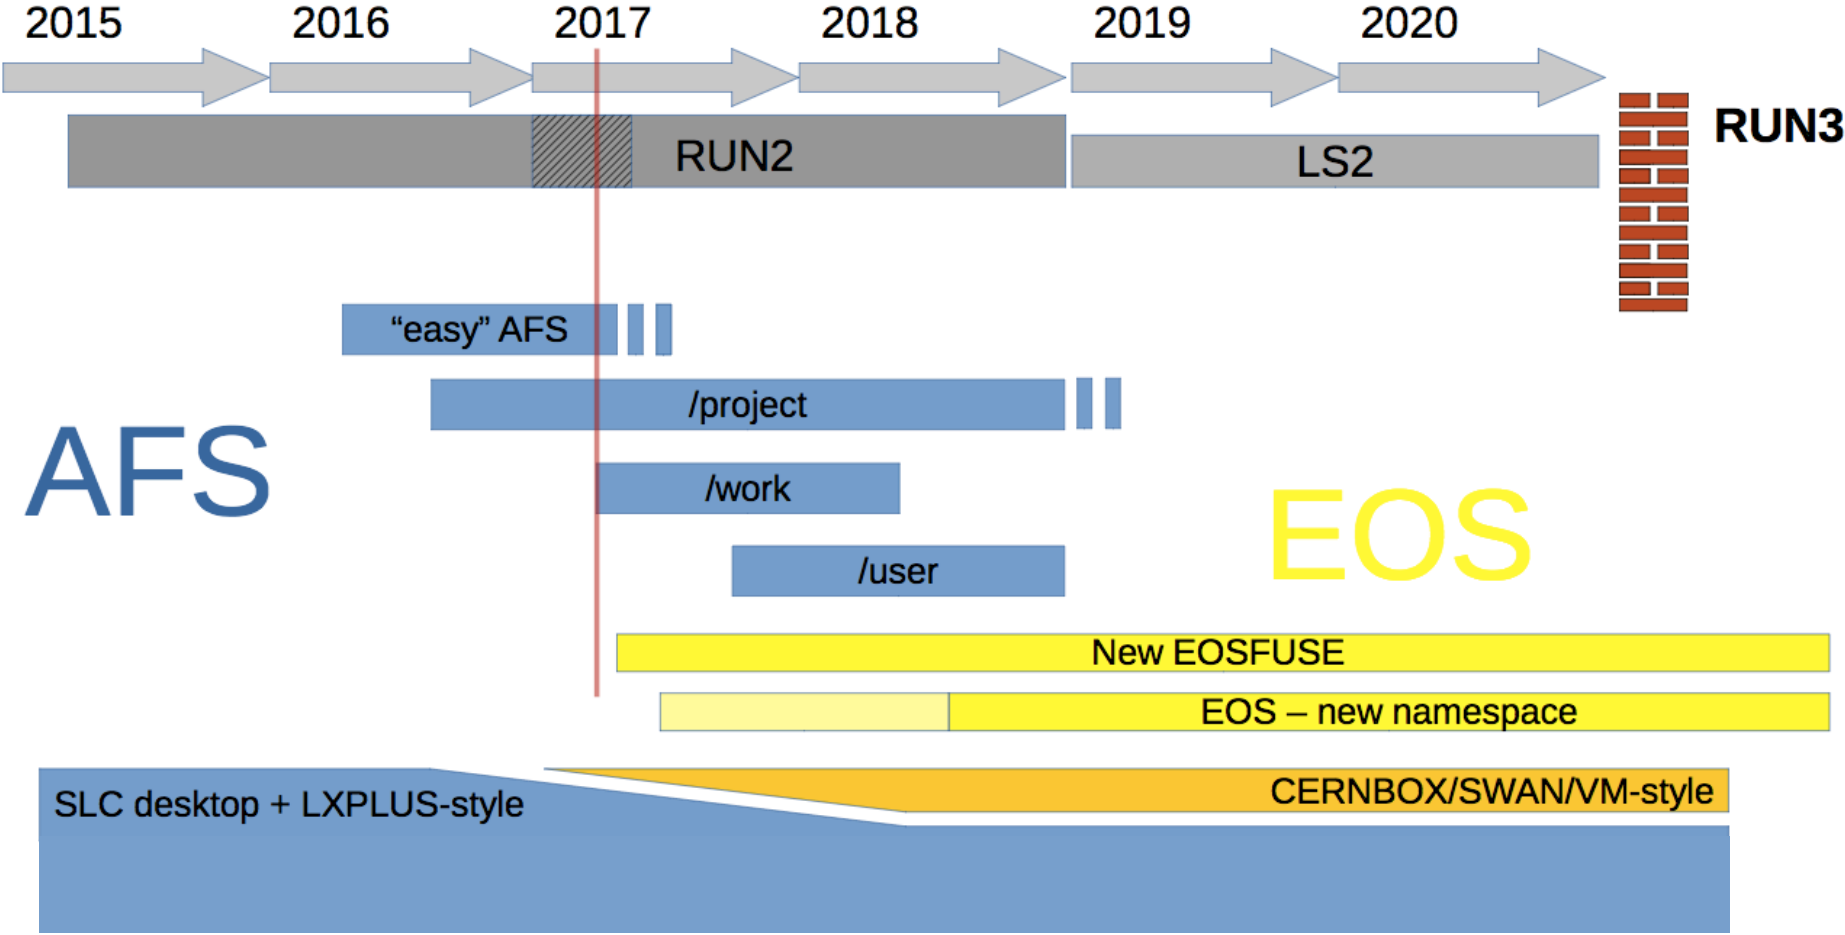 2015
2016
2017
2018
2019
2020
RUN2
LS2
RUN3
“easy” AFS
/project
AFS
/work
EOS
/user
New EOSFUSE
EOS – new namespace
SLC desktop + LXPLUS-style
CERNBOX/SWAN/VM-style